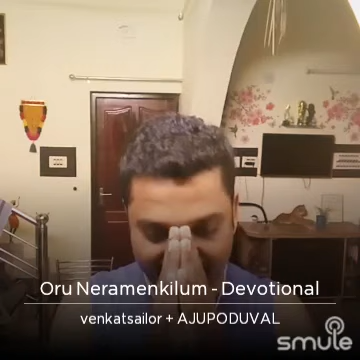 Oru Neramenkilum - Devotional
venkatsailor + AJUPODUVAL
smule